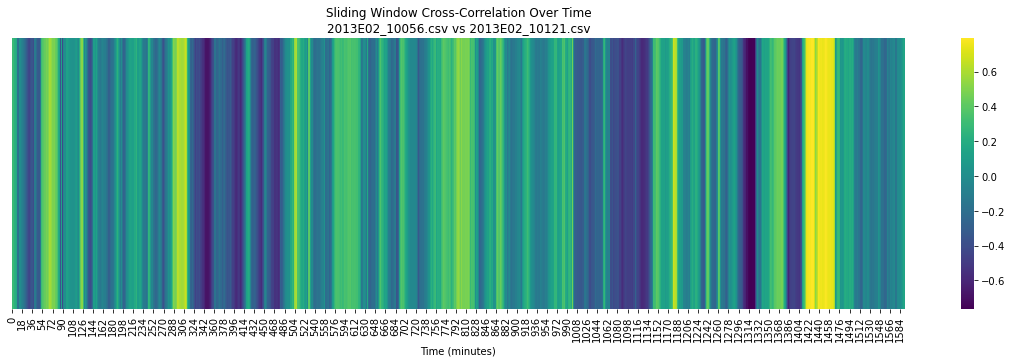 Sliding Window Cross-Correlation Over Time
2013E02_10056.csv vs 2013E02_10121.csv
0.6
0.4
0.2
0.0
−0.2
−0.4
−0.6
0 18 36 54 72 90 108 126 144 162 180 198 216 234 252 270 288 306 324 342 360 378 396 414 432 450 468 486 504 522 540 558 576 594 612 630 648 666 684 702 720 738 756 774 792 810 828 846 864 882 900 918 936 954 972 990 1008 1026 1044 1062 1080 1098 1116 1134 1152 1170 1188 1206 1224 1242 1260 1278 1296 1314 1332 1350 1368 1386 1404 1422 1440 1458 1476 1494 1512 1530 1548 1566 1584
Time (minutes)